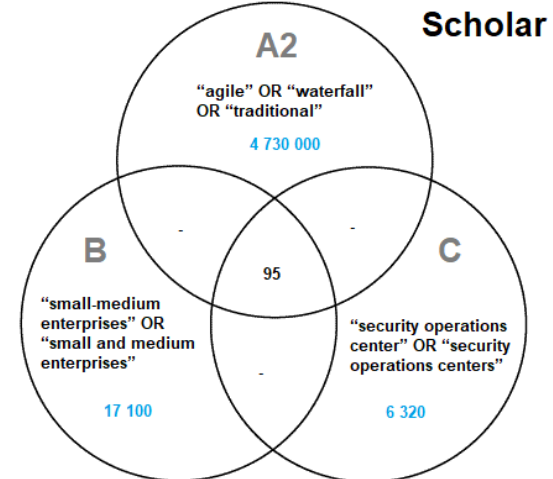 Scholar
A2
“agile” OR “waterfall”
OR “traditional”
4 730 000
-
-
B
C
95
“small-medium
enterprises” OR
“small and medium
enterprises”
“security operations
center” OR “security
operations centers”
-
17 100
6 320